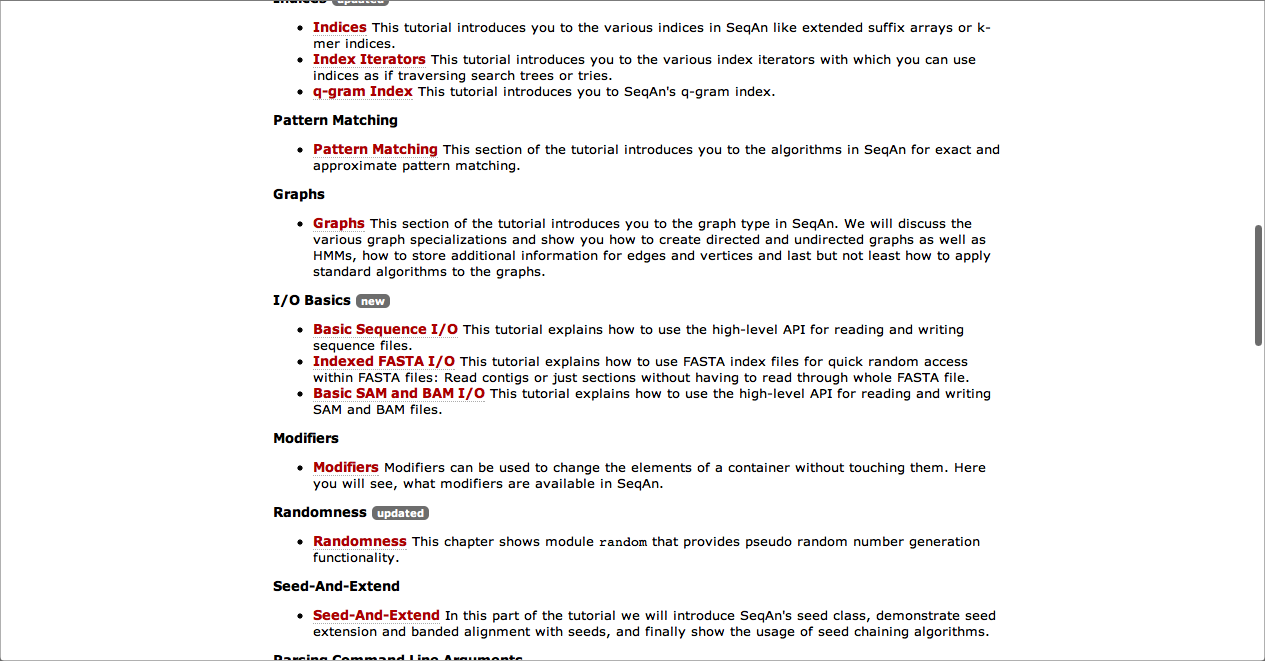 Indices updated
• Indices This tutorial introduces you to the various indices in SeqAn like extended suffix arrays or k-
mer indices.
• Index Iterators This tutorial introduces you to the various index iterators with which you can use
indices as if traversing search trees or tries.
• q-gram Index This tutorial introduces you to SeqAn's q-gram index.
Pattern Matching
• Pattern Matching This section of the tutorial introduces you to the algorithms in SeqAn for exact and
approximate pattern matching.
Graphs
• Graphs This section of the tutorial introduces you to the graph type in SeqAn. We will discuss the
various graph specializations and show you how to create directed and undirected graphs as well as
HMMs, how to store additional information for edges and vertices and last but not least how to apply
standard algorithms to the graphs.
I/O Basics new
• Basic Sequence I/O This tutorial explains how to use the high-level API for reading and writing
sequence files.
• Indexed FASTA I/O This tutorial explains how to use FASTA index files for quick random access
within FASTA files: Read contigs or just sections without having to read through whole FASTA file.
• Basic SAM and BAM I/O This tutorial explains how to use the high-level API for reading and writing
SAM and BAM files.
Modifiers
• Modifiers Modifiers can be used to change the elements of a container without touching them. Here
you will see, what modifiers are available in SeqAn.
Randomness updated
• Randomness This chapter shows module random that provides pseudo random number generation
functionality.
Seed-And-Extend
• Seed-And-Extend In this part of the tutorial we will introduce SeqAn's seed class, demonstrate seed
extension and banded alignment with seeds, and finally show the usage of seed chaining algorithms.
Parsing Command Line Arguments